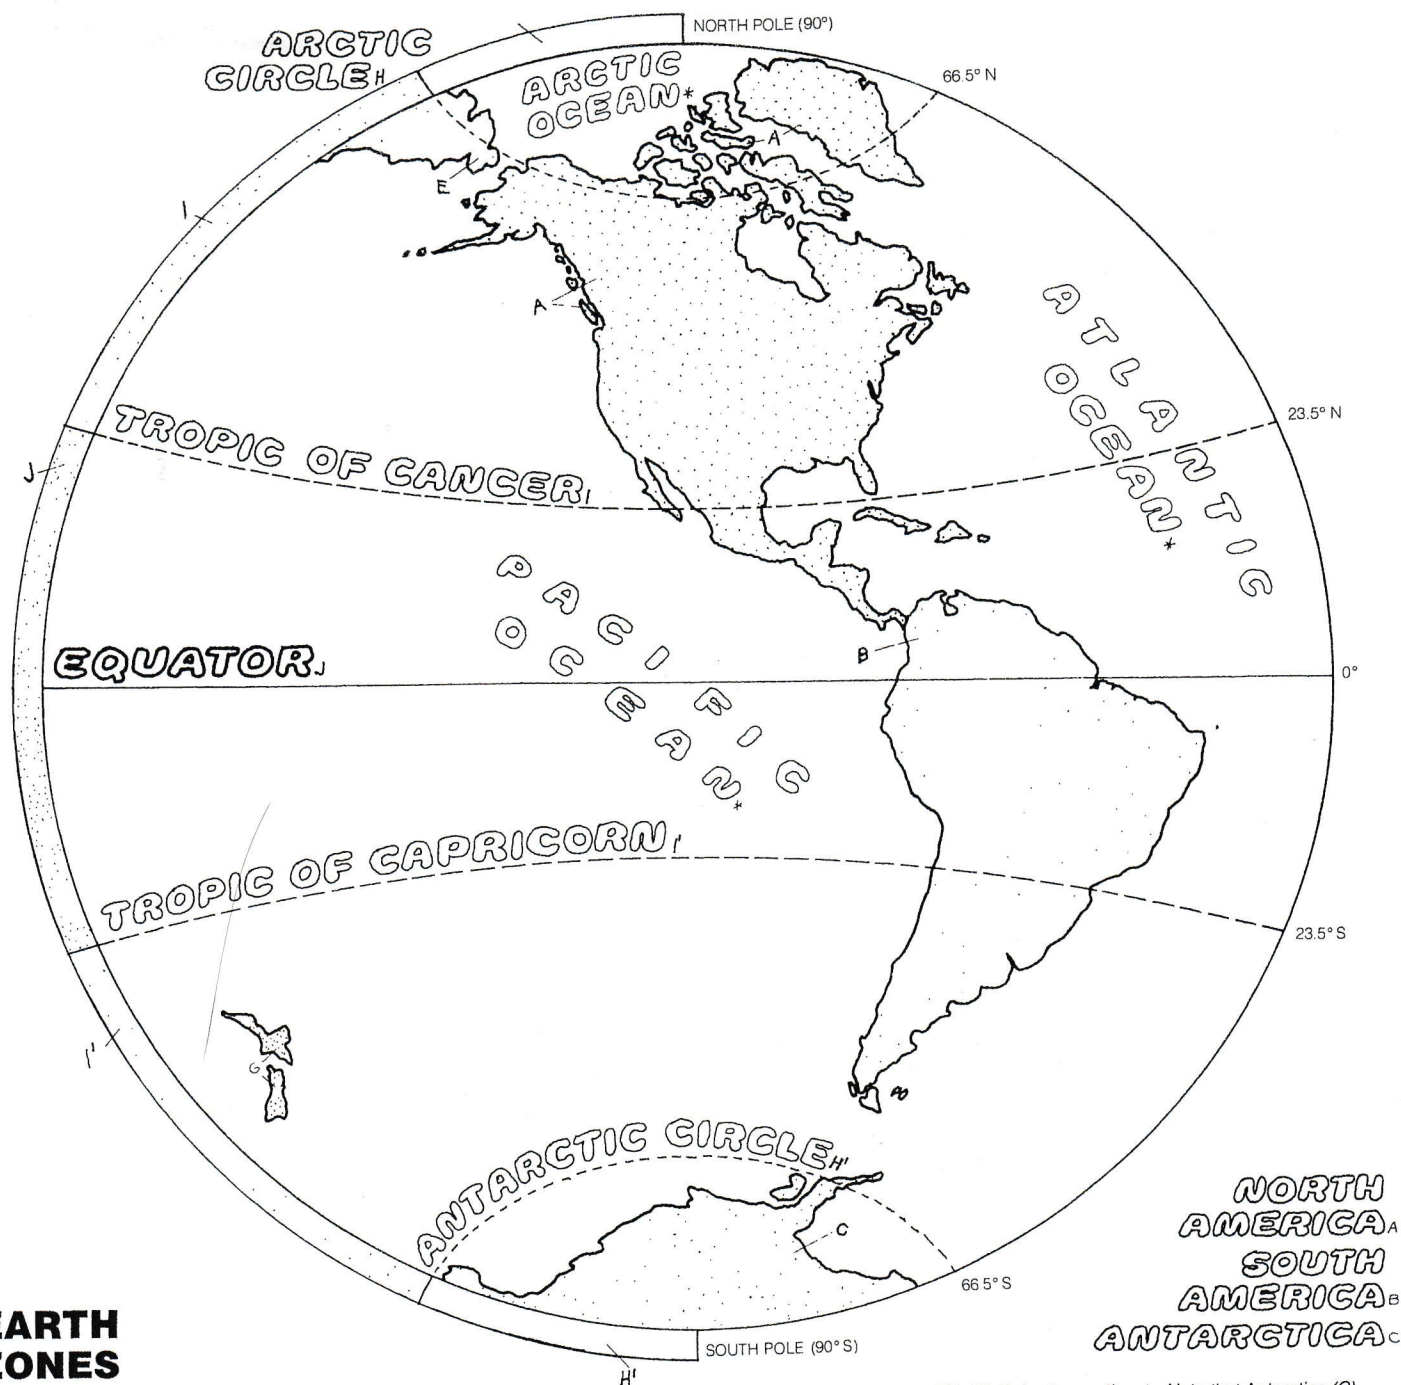 NORTH POLE (90°)
ARCTIC
CIRCLE H
ARCTIC
OCEAN*
66.5° N
A
E
I
A
ATLANTIC
OCEAN*
23.5° N
TROPIC OF CANCER I
J
PACIFIC
OCEAN*
B
EQUATOR J
0°
TROPIC OF CAPRICORN I'
23.5° S
I'
G
ANTARCTIC CIRCLE H'
C
66 5° S
NORTH
AMERICA A
SOUTH
AMERICA B
ANTARCTICA C
EARTH
ZONES
SOUTH POLE (90° S)
H'